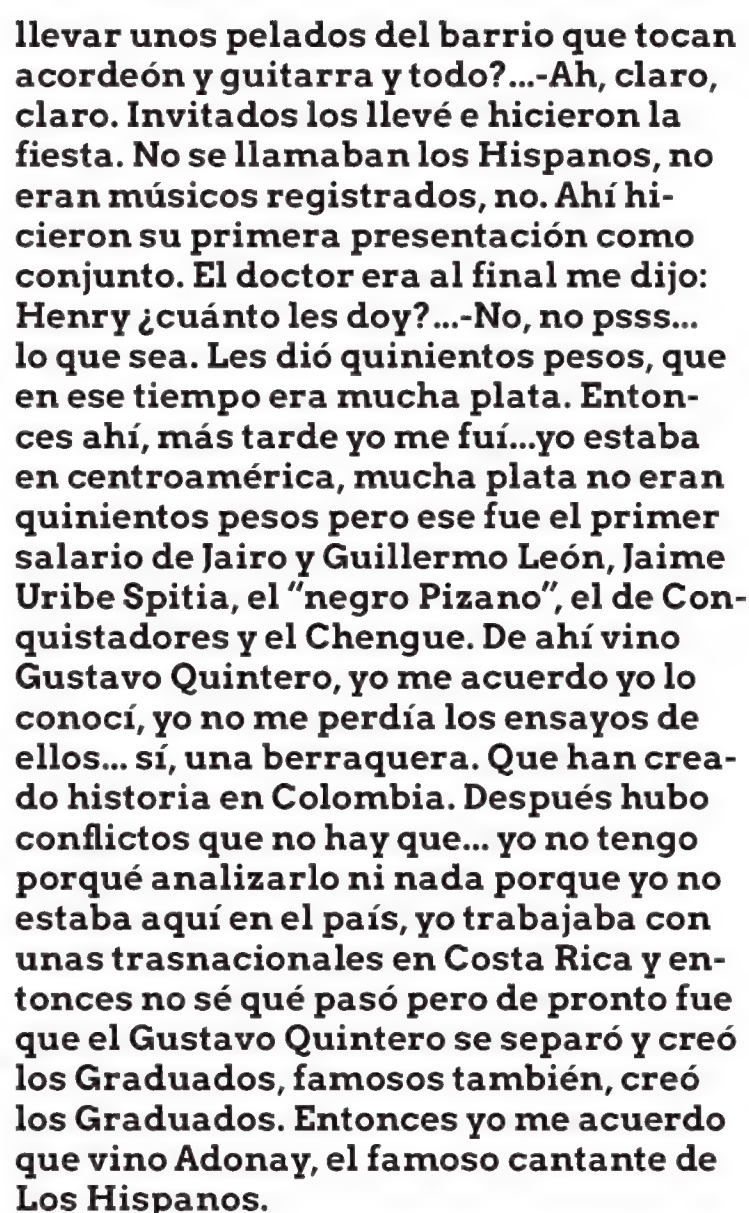 llevar unos pelados del barrio que tocan
acordeón y guitarra y todo?...-Ah, claro,
claro. Invitados los llevé e hicieron la
fiesta. No se llamaban los Hispanos, no
eran músicos registrados, no. Ahí hi-
cieron su primera presentación como
conjunto. El doctor era al final me dijo:
Henry ¿cuánto les doy?...-No, no psss...
lo que sea. Les dió quinientos pesos, que
en ese tiempo era mucha plata. Enton-
ces ahí, más tarde yo me fuí...yo estaba
en centroamérica, mucha plata no eran
quinientos pesos pero ese fue el primer
salario de Jairo y Guillermo León, Jaime
Uribe Spitia, el "negro Pizano", el de Con-
quistadores y el Chengue. De ahí vino
Gustavo Quintero, yo me acuerdo yo lo
conocí, yo no me perdía los ensayos de
ellos... sí, una berraquera. Que han crea-
do historia en Colombia. Después hubo
conflictos que no hay que... yo no tengo
porqué analizarlo ni nada porque yo no
estaba aquí en el país, yo trabajaba con
unas trasnacionales en Costa Rica y en-
tonces no sé qué pasó pero de pronto fue
que el Gustavo Quintero se separó y creó
los Graduados, famosos también, creó
los Graduados. Entonces yo me acuerdo
que vino Adonay, el famoso cantante de
Los Hispanos.